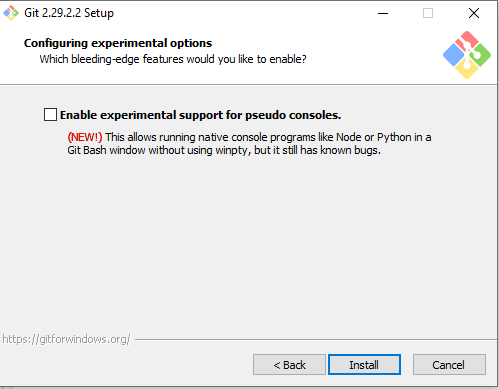 Git 2.29.2.2 Setup
Configuring experimental options
Which bleeding-edge features would you like to enable?
Enable experimental support for pseudo consoles.
(NEW!) This allows running native console programs like Node or Python in a
Git Bash window without using winpty, but it still has known bugs.
https://gitforwindows.org/
< Back Install Cancel